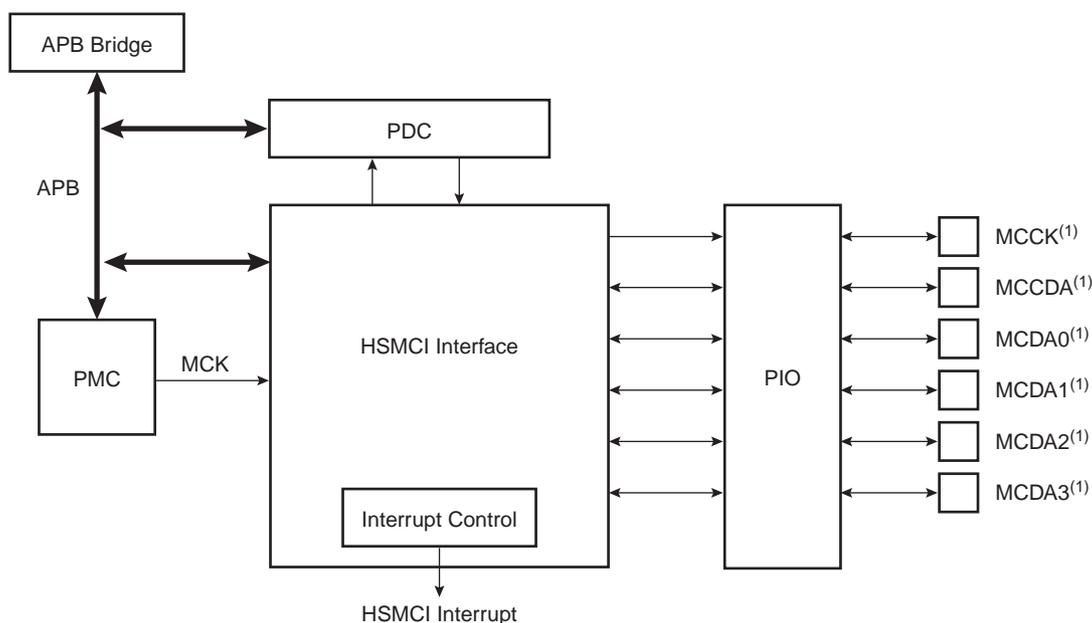 APB Bridge
PDC
APB
MCCK(1)
MCCDA(1)
HSMCI Interface
MCDA0(1)
MCK
PMC
PIO
MCDA1(1)
MCDA2(1)
MCDA3(1)
Interrupt Control
HSMCI Interrupt